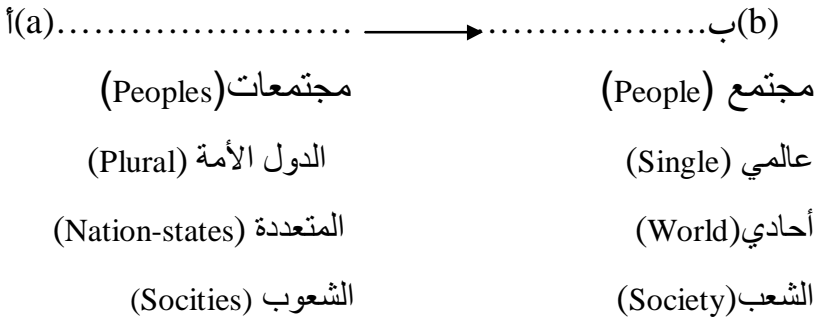 أ(a)......................... ...................ب(b)
مجتمعات(Peoples) مجتمع (People)
الدول الأمة (Plural) عالمي (Single)
المتعددة (Nation-states) أحادي(World)
الشعوب (Socities) الشعب(Society)